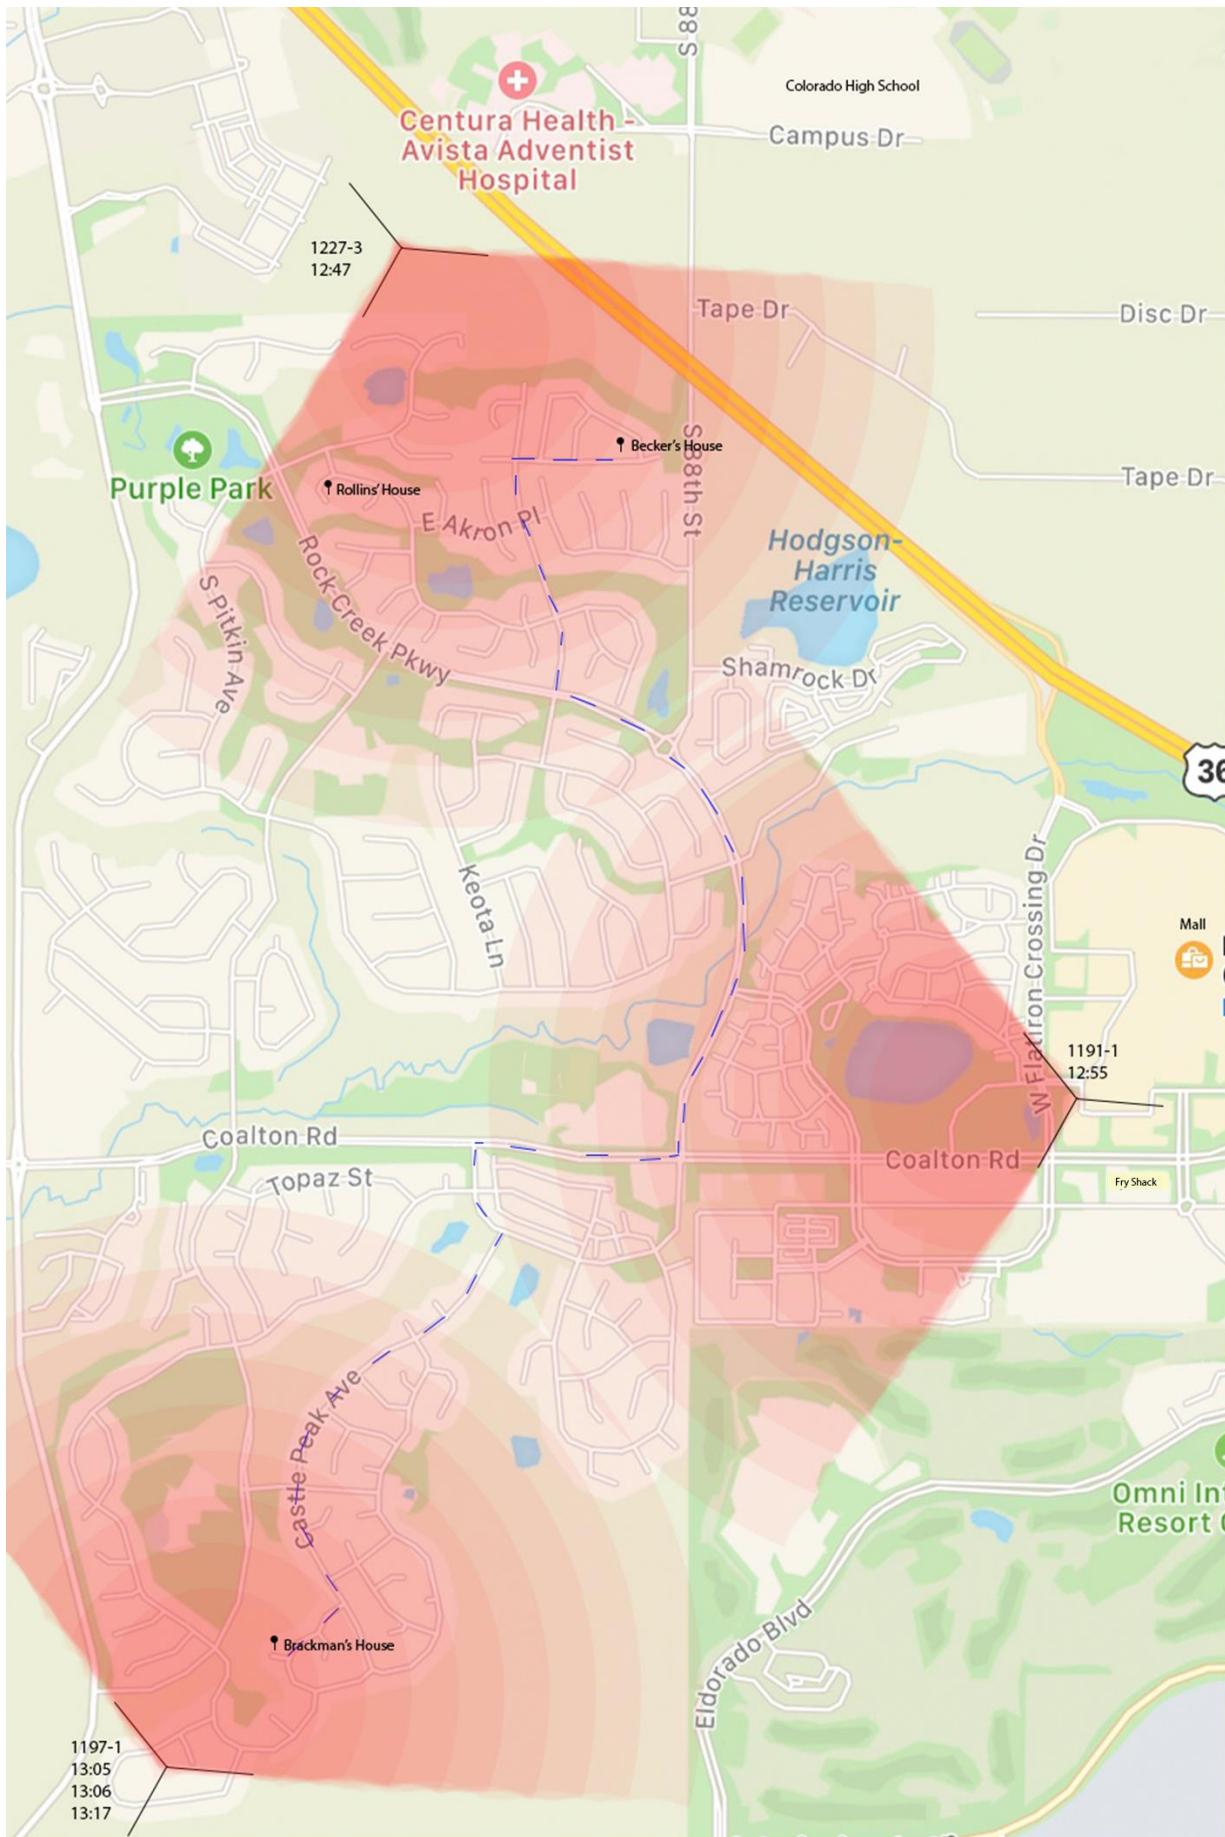 S 88
Colorado High School
Centura Health -
Avista Adventist
Hospital
Campus Dr
1227-3
12:47
Tape Dr
Disc Dr
Becker's House
S 88th St
Purple Park
Rollins' House
Tape Dr
E Akron Pl
Hodgson-
Harris
Reservoir
Rock Creek Pkwy
S Pitkin Ave
Shamrock Dr
36
Keota Ln
W Flatiron Crossing Dr
Mall
1191-1
12:55
Coalton Rd
Coalton Rd
Topaz St
Fry Shack
Castle Peak Ave
Omni Int
Resort
Eldorado Blvd
Brackman's House
1197-1
13:05
13:06
13:17